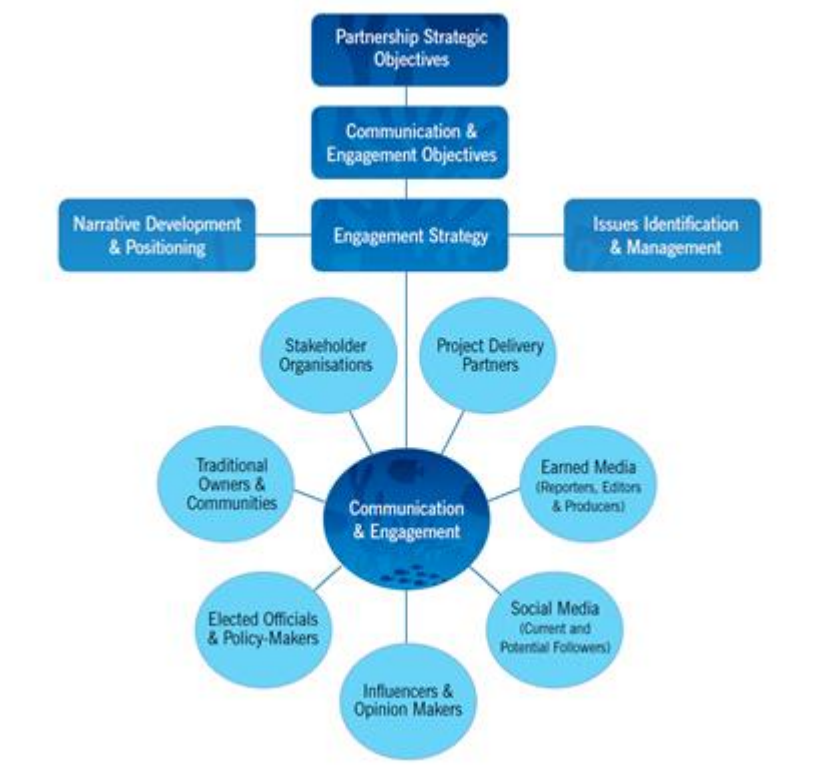 Partnership Strategic
Objectives
Communication &
Engagement Objectives
Narrative Development
& Positioning
Engagement Strategy
Issues Identification
& Management
Stakeholder
Organisations
Project Delivery
Partners
Traditional
Owners &
Communities
Earned Media
(Reporters, Editors
& Producers)
Communication
& Engagement
Elected Officials
& Policy-Makers
Social Media
(Current and
Potential Followers)
Influencers &
Opinion Makers